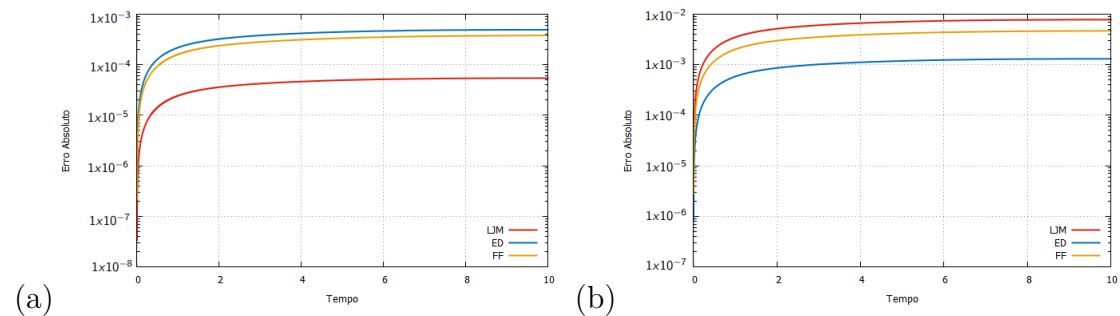 1x10⁻³
1x10⁻⁴
1x10⁻⁵
1x10⁻⁶
1x10⁻⁷
1x10⁻⁸
Erro Absoluto
LJM
ED
FF
0 2 4 6 8 10
Tempo
(a)
1x10⁻²
1x10⁻³
1x10⁻⁴
1x10⁻⁵
1x10⁻⁶
1x10⁻⁷
Erro Absoluto
LJM
ED
FF
0 2 4 6 8 10
Tempo
(b)